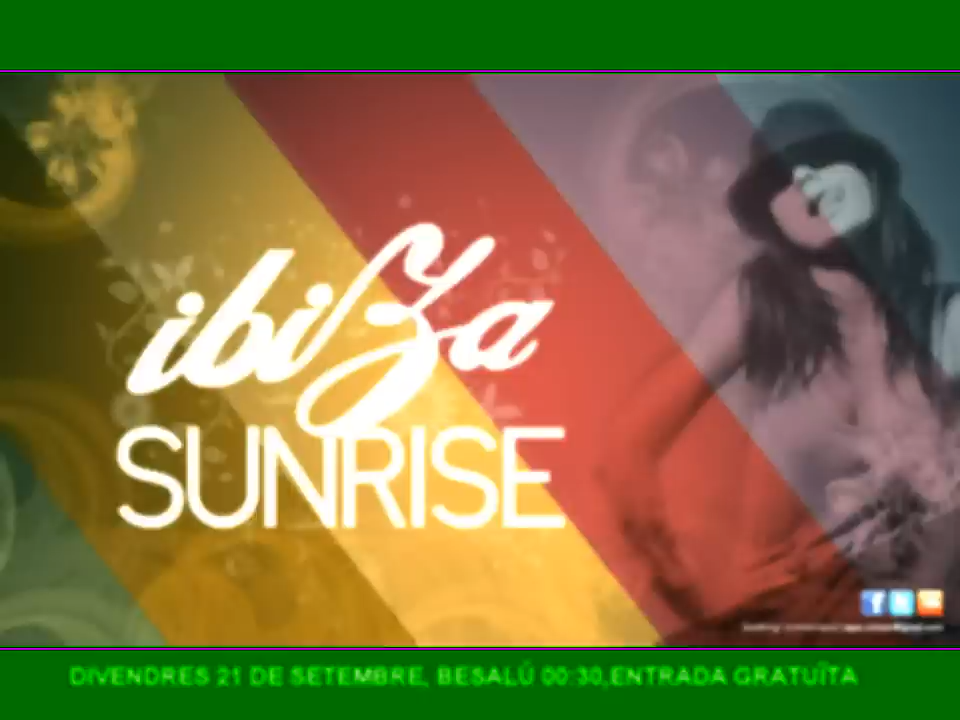 ibiza
SUNRISE
DIVENDRES 21 DE SETEMBRE, BESALÚ 00:30,ENTRADA GRATUÏTA